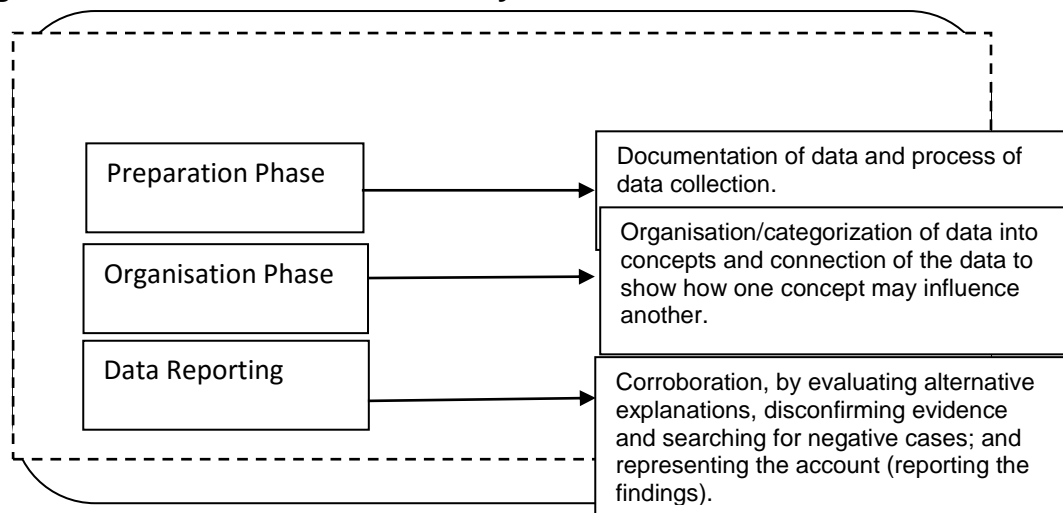 Preparation Phase
Documentation of data and process of
data collection.
Organisation Phase
Organisation/categorization of data into
concepts and connection of the data to
show how one concept may influence
another.
Data Reporting
Corroboration, by evaluating alternative
explanations, disconfirming evidence
and searching for negative cases; and
representing the account (reporting the
findings).